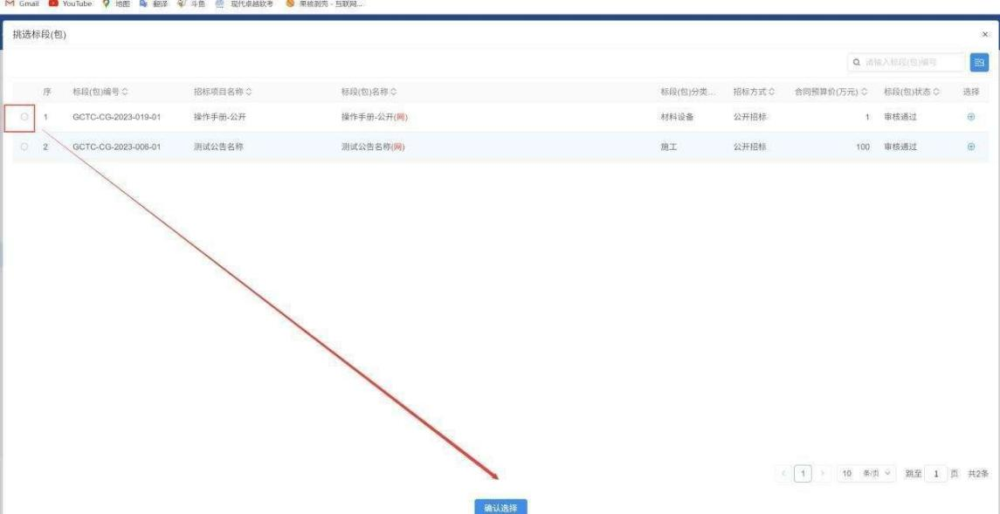 Gmail YouTube 地图 翻译 斗鱼 现代卓越软考 果核剥壳 - 互联网...
挑选标段(包) ×
请输入标段(包)编号
序 标段(包)编号 招标项目名称 标段(包)名称 标段(包)分类... 招标方式 合同预算价(万元) 标段(包)状态 选择
1 GCTC-CG-2023-019-01 操作手册-公开 操作手册-公开(网) 材料设备 公开招标 1 审核通过
2 GCTC-CG-2023-006-01 测试公告名称 测试公告名称(网) 施工 公开招标 100 审核通过
< 1 > 10 条/页 跳至 1 页 共2条
确认选择